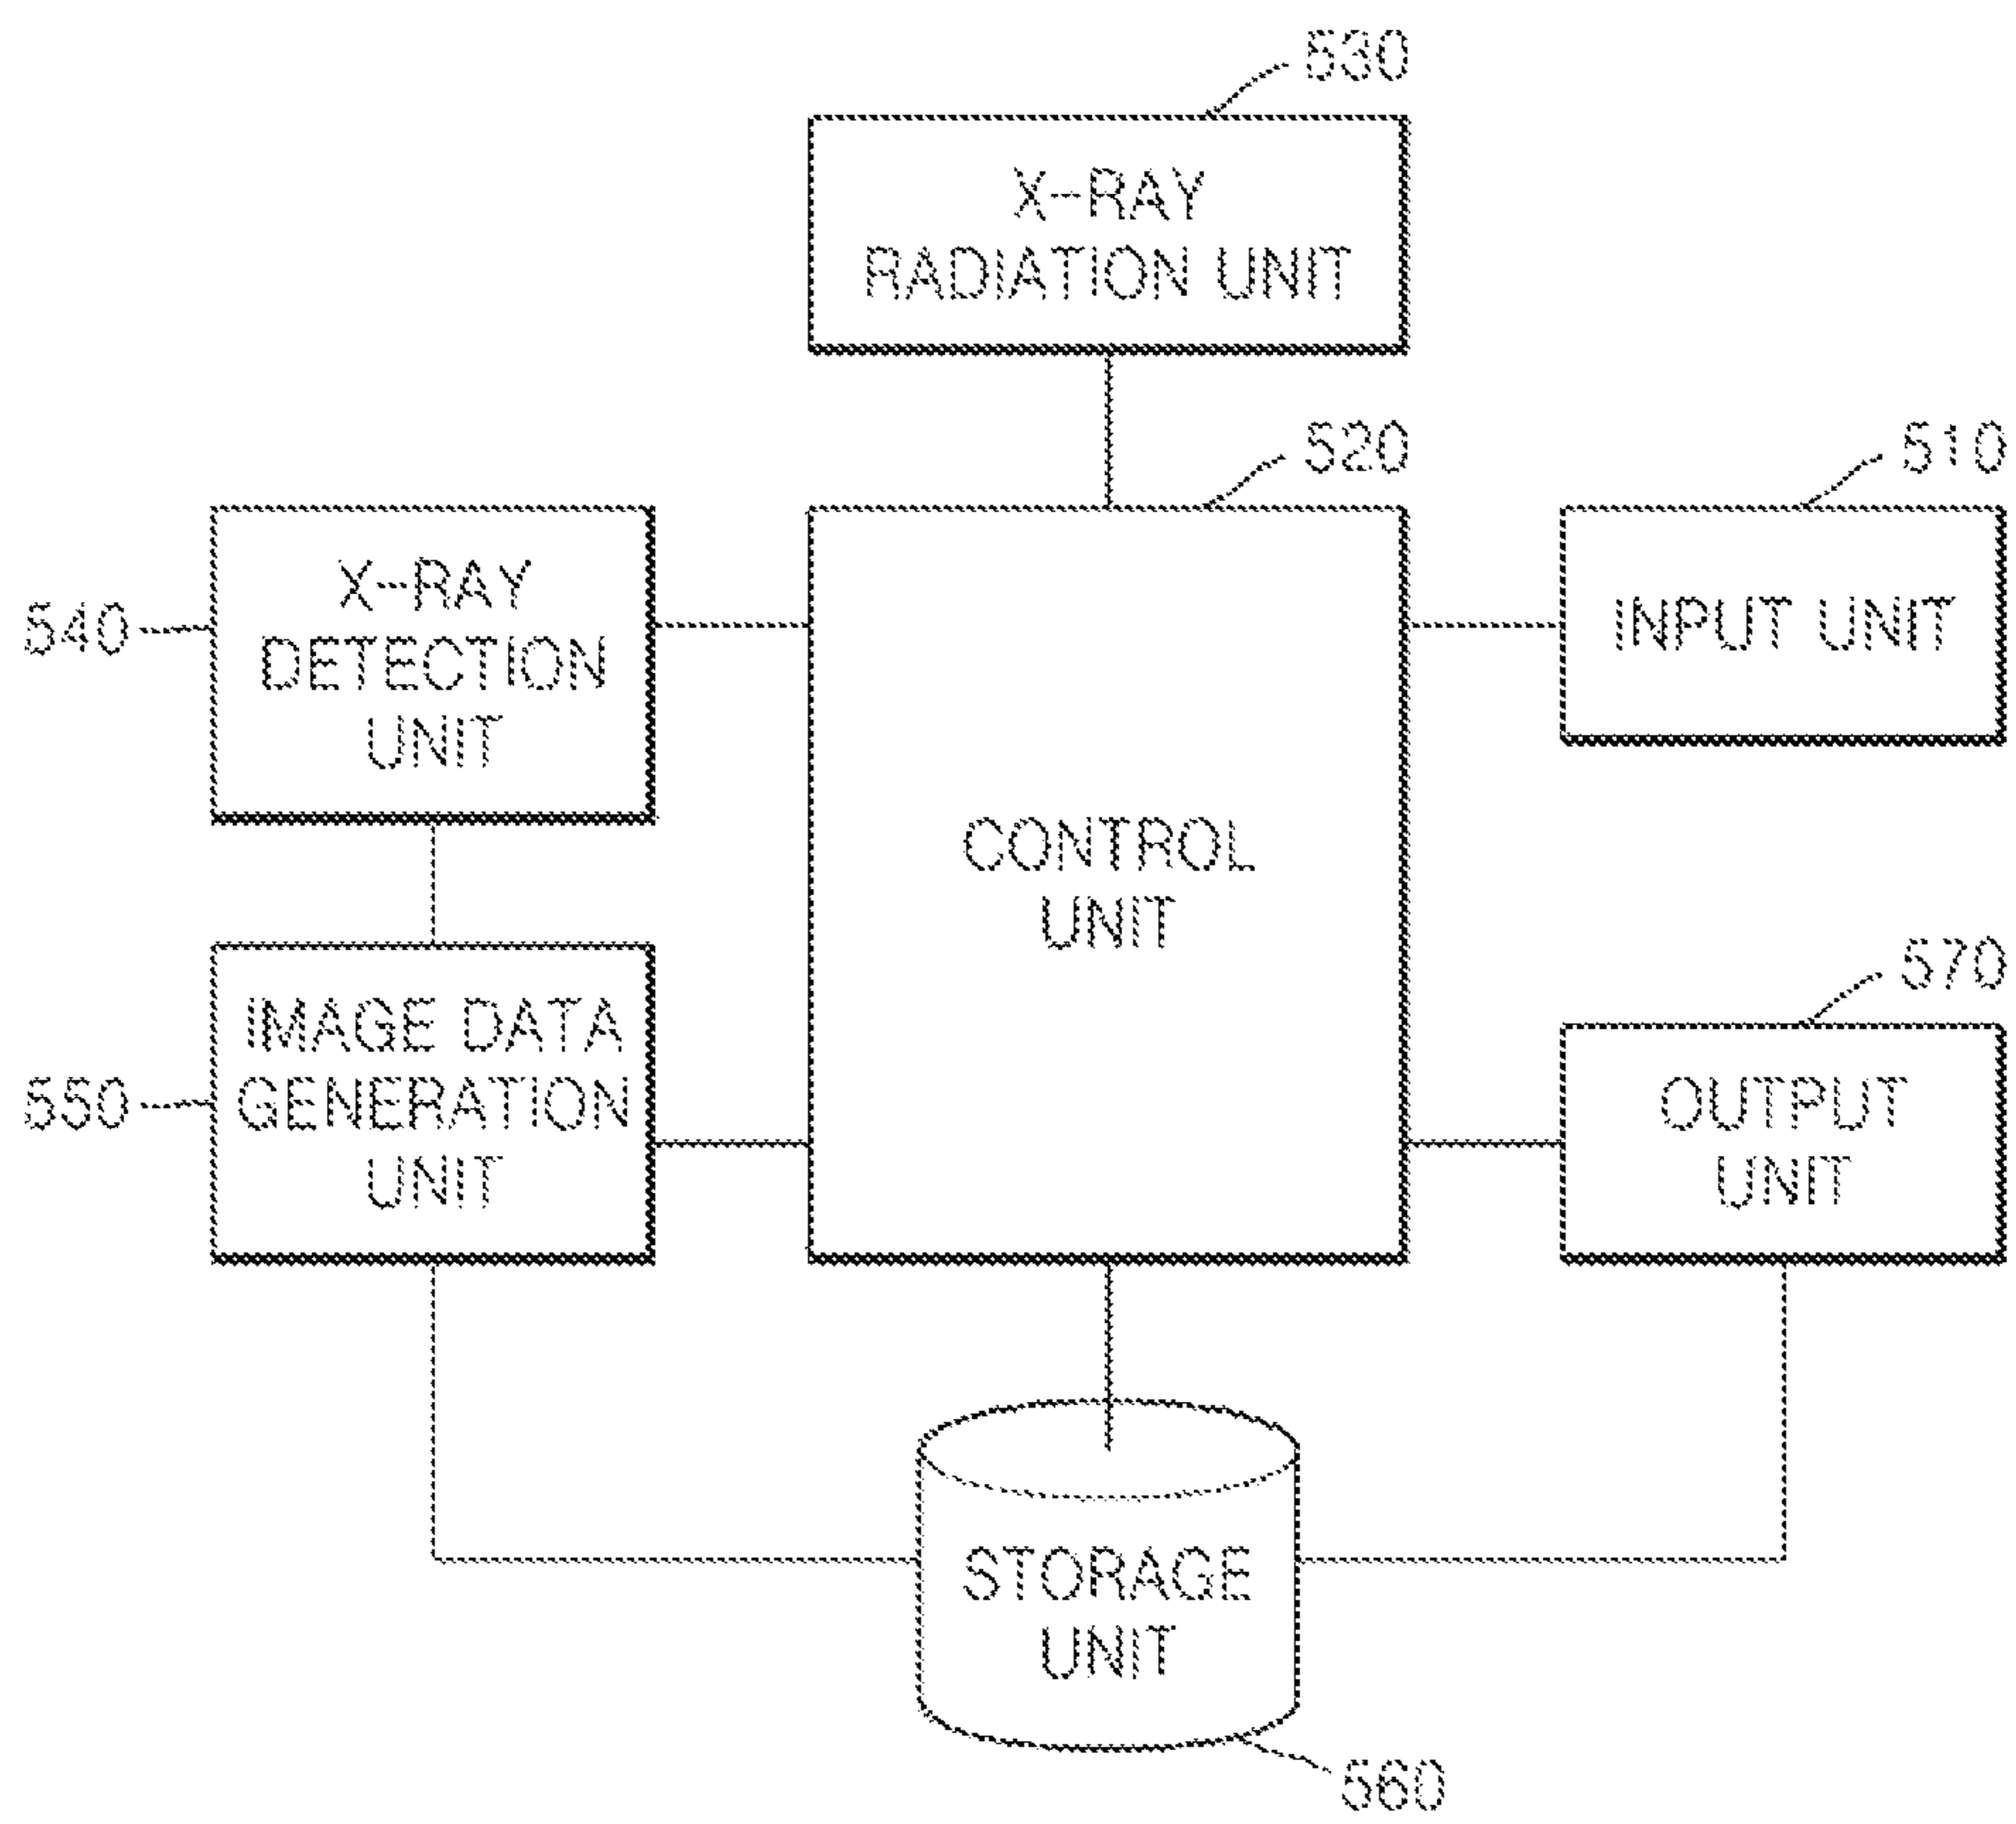 530
X-RAY
RADIATION UNIT
520
510
X-RAY
DETECTION
UNIT
540
INPUT UNIT
CONTROL
UNIT
570
IMAGE DATA
GENERATION
UNIT
550
OUTPUT
UNIT
STORAGE
UNIT
560